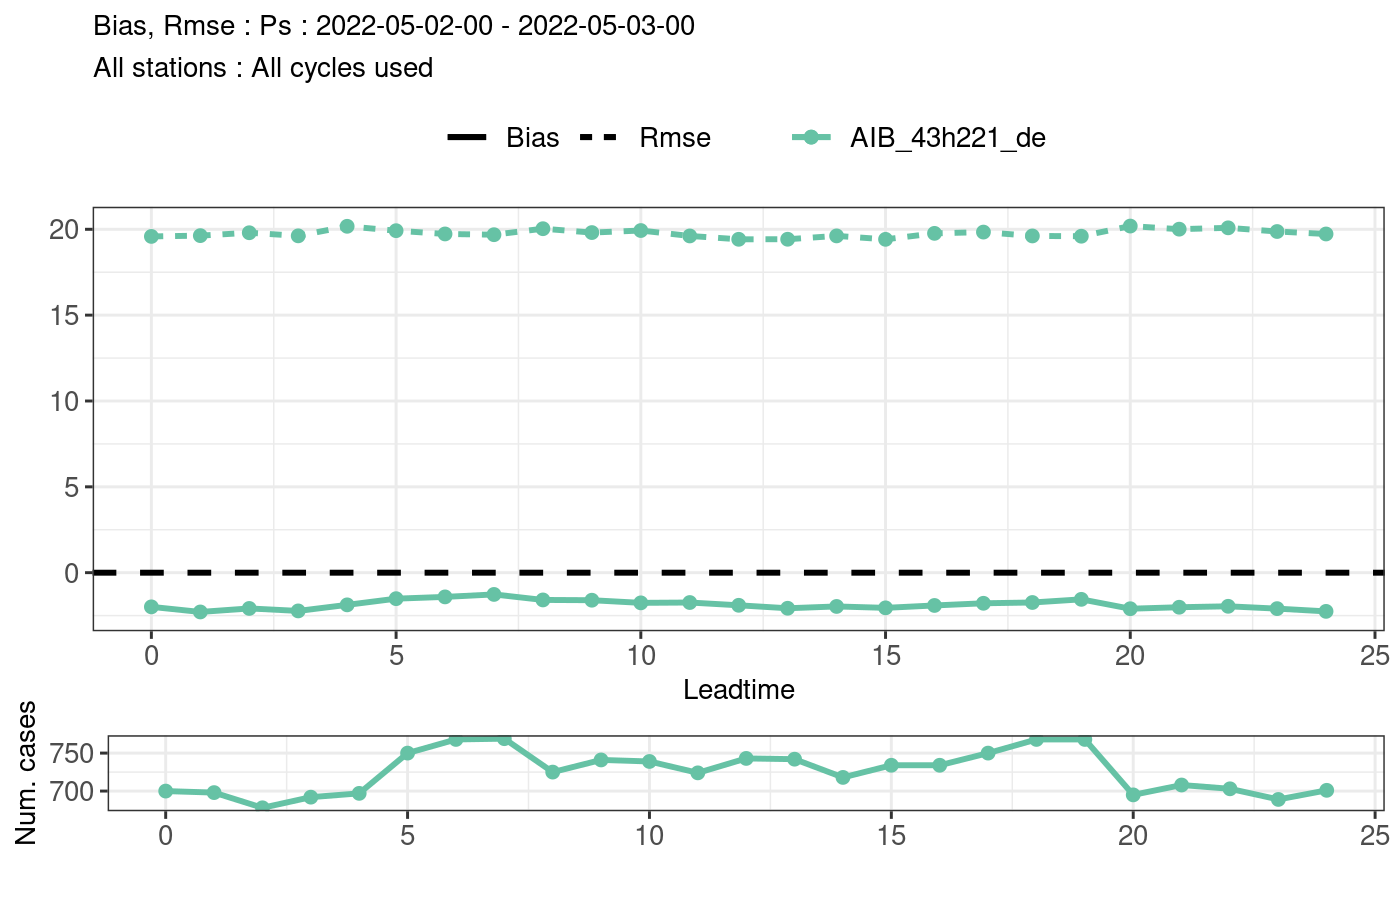 Bias, Rmse : Ps : 2022-05-02-00 - 2022-05-03-00
All stations : All cycles used
Bias Rmse AIB_43h221_de
20
15
10
5
0
0 5 10 15 20 25
Leadtime
Num. cases
750
700
0 5 10 15 20 25